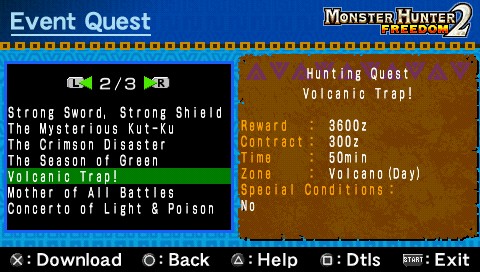 Event Quest
MONSTER HUNTER
FREEDOM 2
L 2/3 R
Strong Sword, Strong Shield
The Mysterious Kut-Ku
The Crimson Disaster
The Season of Green
Volcanic Trap!
Mother of All Battles
Concerto of Light & Poison
Hunting Quest
Volcanic Trap!
Reward : 3600z
Contract : 300z
Time : 50min
Zone : Volcano(Day)
Special Conditions :
No
:Download :Back :Help :Dtls START :Exit